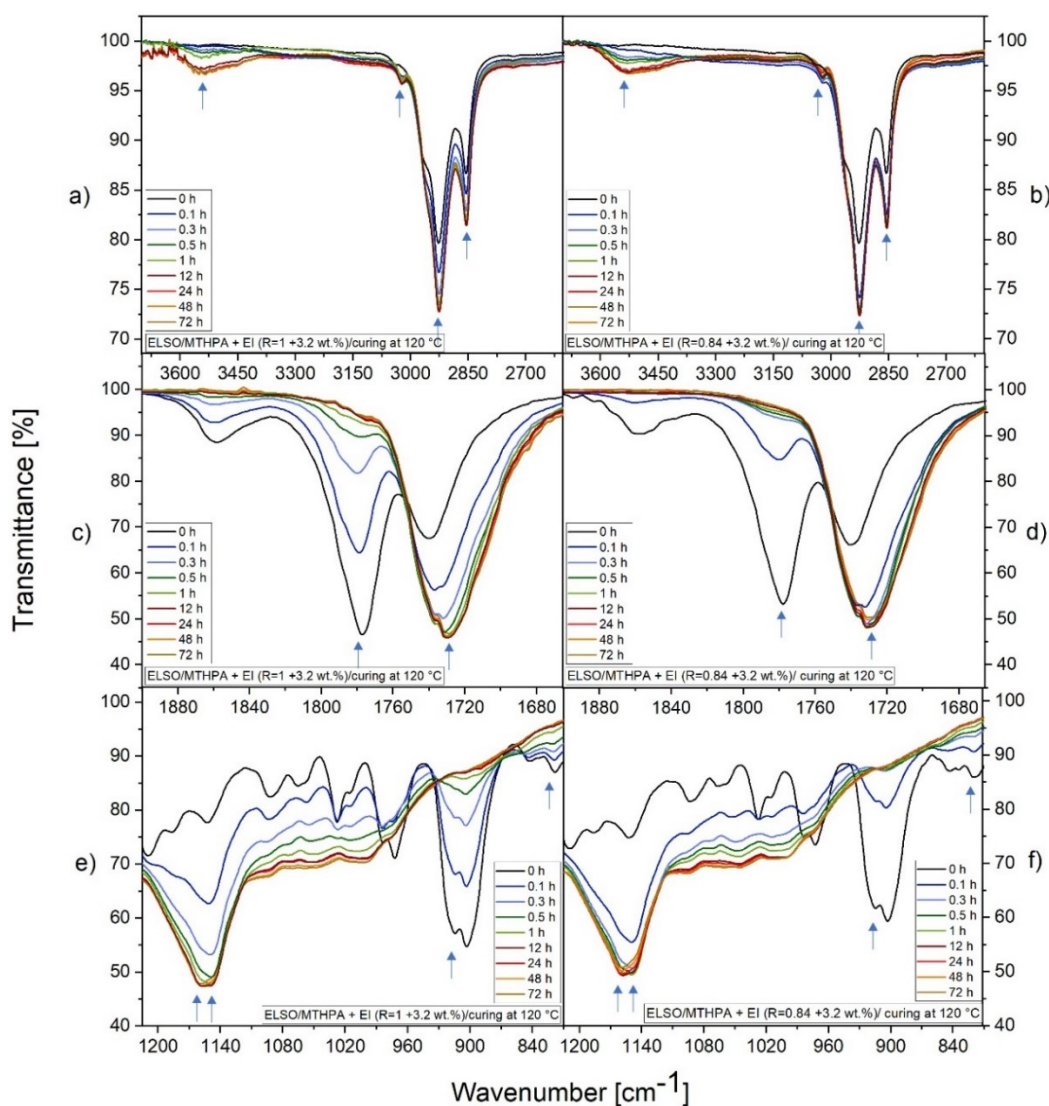 100 100
95 95
90 90
85 85
80 80
75 75
70 70
a) b)
0 h
0.1 h
0.3 h
0.5 h
1 h
12 h
24 h
48 h
72 h
ELSO/MTHPA + EI (R=1 +3.2 wt.%)/curing at 120 °C
0 h
0.1 h
0.3 h
0.5 h
1 h
12 h
24 h
48 h
72 h
ELSO/MTHPA + EI (R=0.84 +3.2 wt.%)/ curing at 120 °C
3600 3450 3300 3150 3000 2850 2700 3600 3450 3300 3150 3000 2850 2700
Transmittance [%]
100 100
90 90
80 80
70 70
60 60
50 50
40 40
c) d)
0 h
0.1 h
0.3 h
0.5 h
1 h
12 h
24 h
48 h
72 h
ELSO/MTHPA + EI (R=1 +3.2 wt.%)/curing at 120 °C
0 h
0.1 h
0.3 h
0.5 h
1 h
12 h
24 h
48 h
72 h
ELSO/MTHPA + EI (R=0.84 +3.2 wt.%)/ curing at 120 °C
1880 1840 1800 1760 1720 1680 1880 1840 1800 1760 1720 1680
100 100
90 90
80 80
70 70
60 60
50 50
40 40
e) f)
0 h
0.1 h
0.3 h
0.5 h
1 h
12 h
24 h
48 h
72 h
ELSO/MTHPA + EI (R=1 +3.2 wt.%)/curing at 120 °C
0 h
0.1 h
0.3 h
0.5 h
1 h
12 h
24 h
48 h
72 h
ELSO/MTHPA + EI (R=0.84 +3.2 wt.%)/ curing at 120 °C
1200 1140 1080 1020 960 900 840 1200 1140 1080 1020 960 900 840
Wavenumber [cm-1]